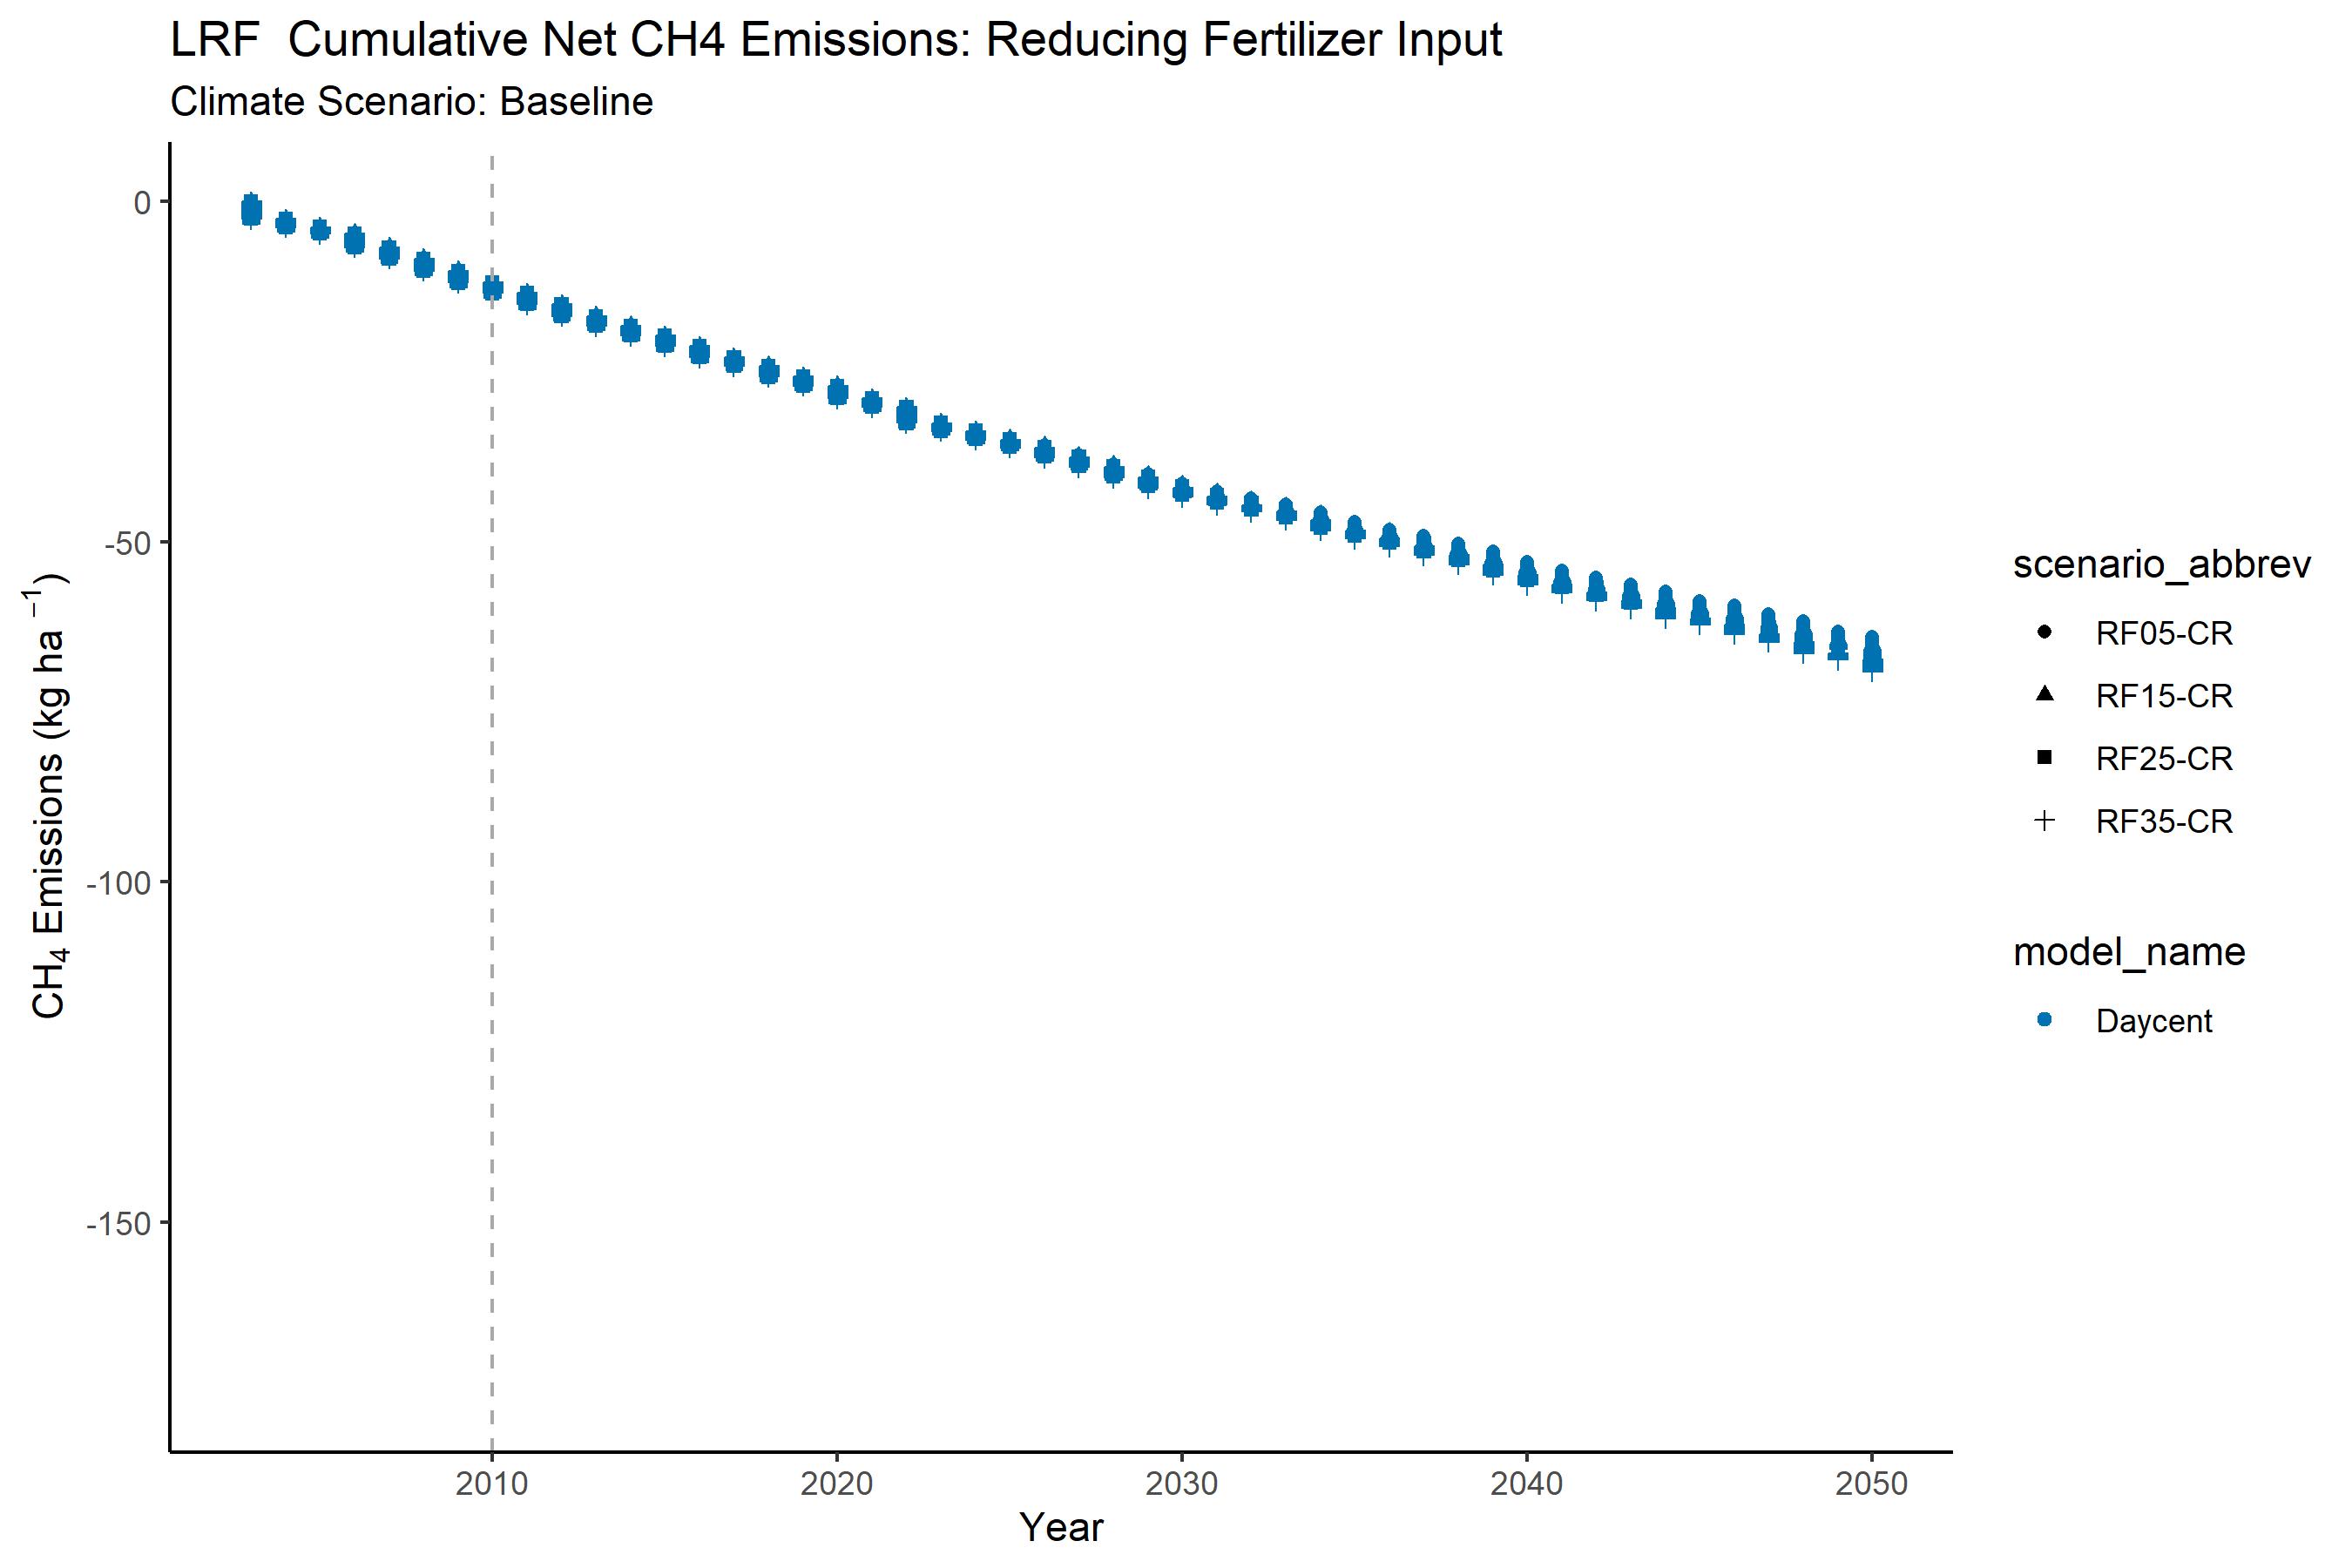 LRF  Cumulative Net CH4 Emissions: Reducing Fertilizer Input
Climate Scenario: Baseline
CH₄ Emissions (kg ha ⁻¹)
0
-50
-100
-150
2010 2020 2030 2040 2050
Year
scenario_abbrev
RF05-CR
RF15-CR
RF25-CR
RF35-CR
model_name
Daycent